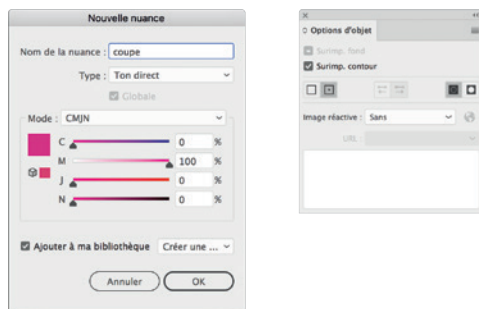 Nouvelle nuance
Nom de la nuance : coupe
Type : Ton direct
Globale
Mode : CMJN
C 0 %
M 100 %
J 0 %
N 0 %
Ajouter à ma bibliothèque Créer une ...
Annuler OK
Options d'objet
Surimp. fond
Surimp. contour
Image réactive : Sans
URL :